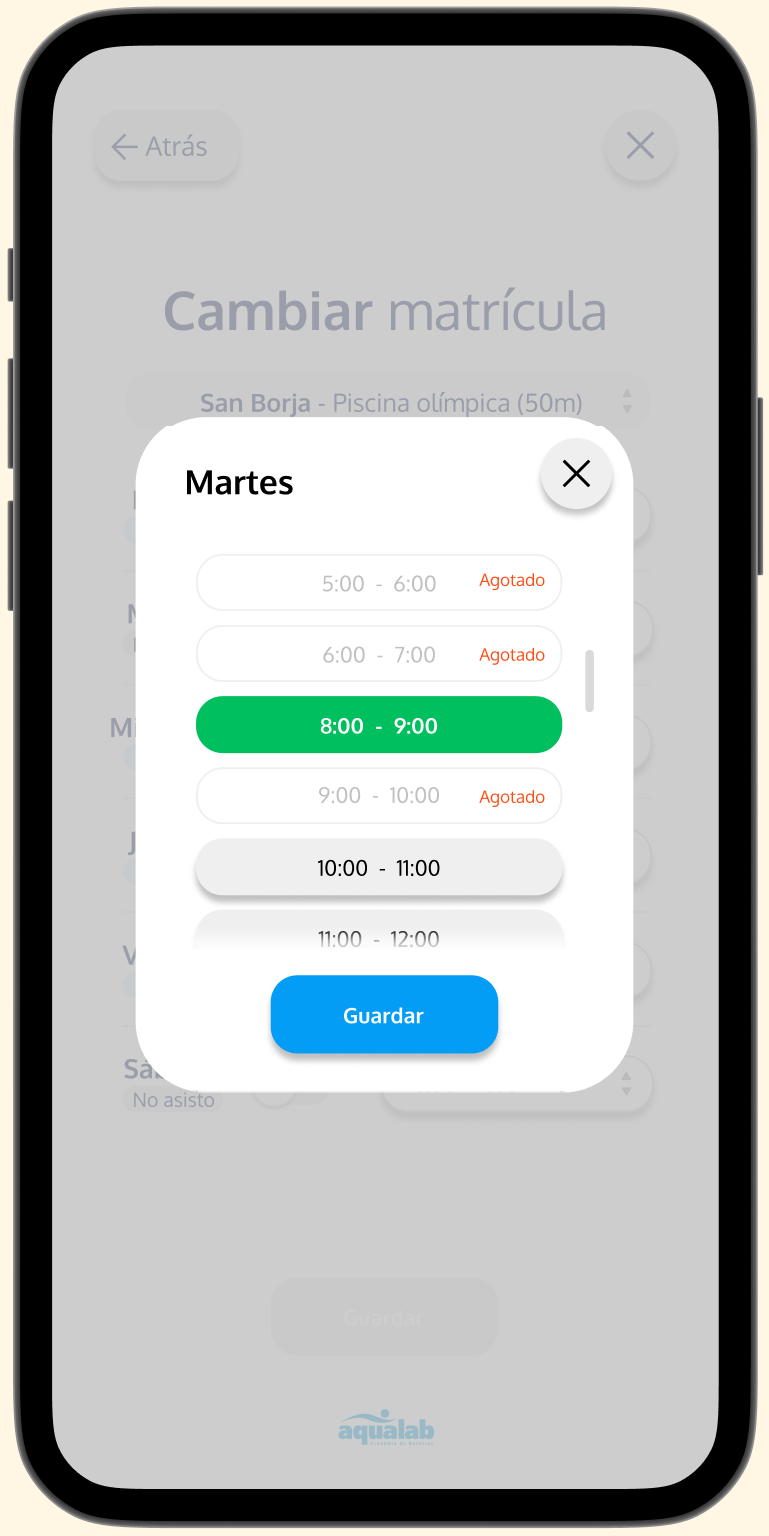 Atrás
Cambiar matrícula
San Borja - Piscina olímpica (50m)
Martes
5:00 - 6:00 Agotado
6:00 - 7:00 Agotado
8:00 - 9:00
9:00 - 10:00 Agotado
10:00 - 11:00
11:00 - 12:00
Guardar
No asisto
Guardar
aqualab